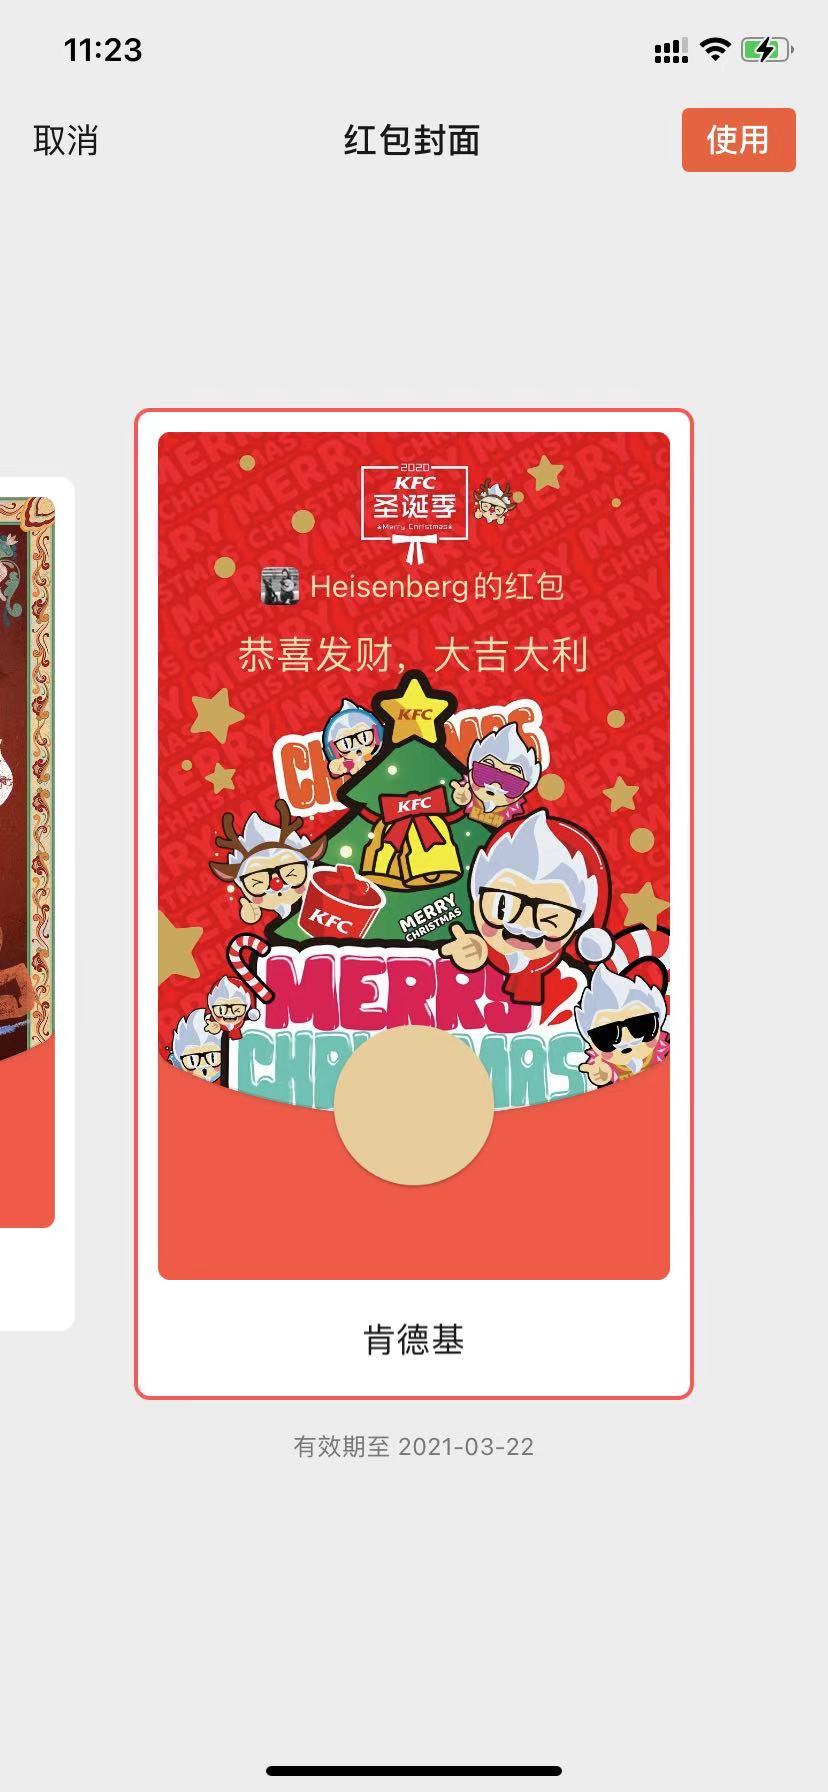 11:23
取消
红包封面
使用
2020
KFC
圣诞季
Merry Christmas
Heisenberg的红包
恭喜发财，大吉大利
KFC
KFC
KFC
MERRY
CHRISTMAS
MERRY
肯德基
有效期至 2021-03-22